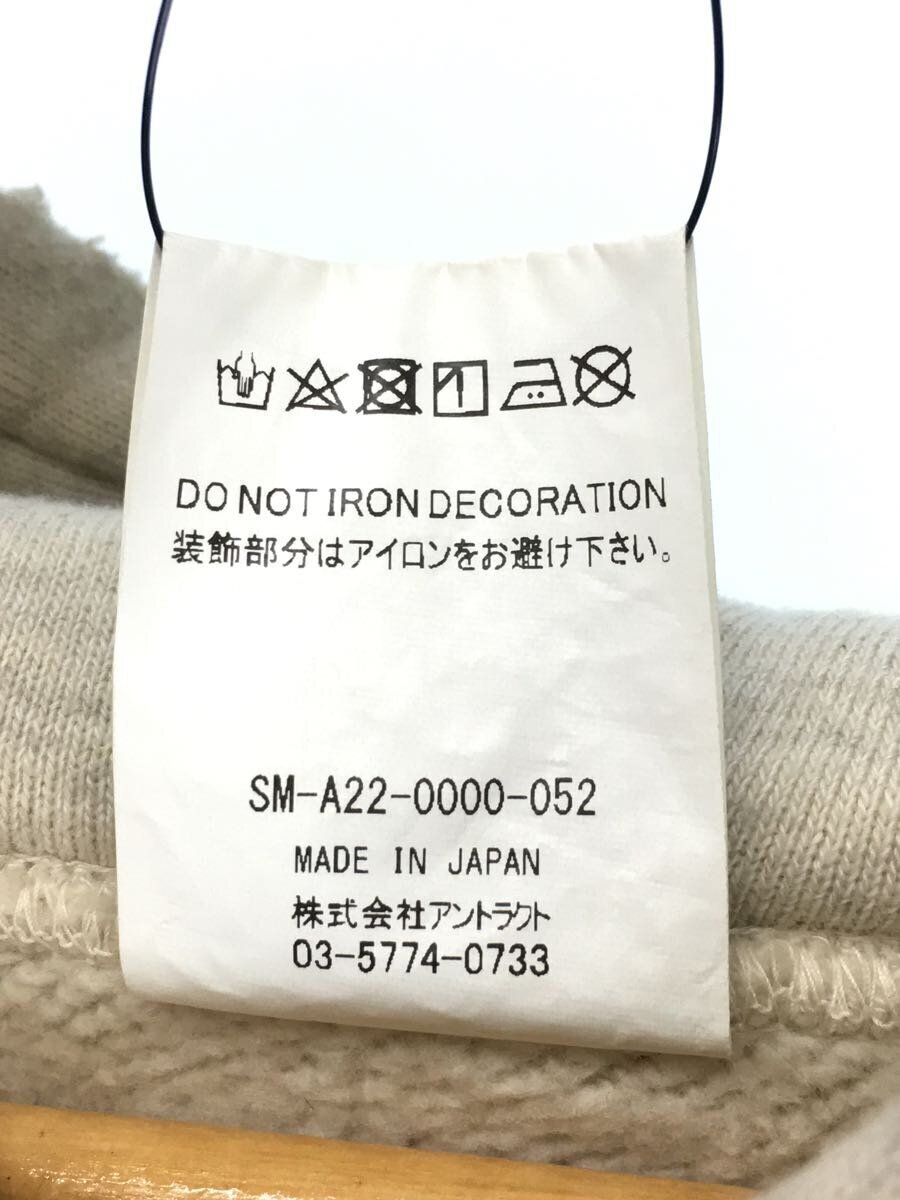 DO NOT IRON DECORATION
装飾部分はアイロンをお避け下さい。
SM-A22-0000-052
MADE IN JAPAN
株式会社アントラクト
03-5774-0733